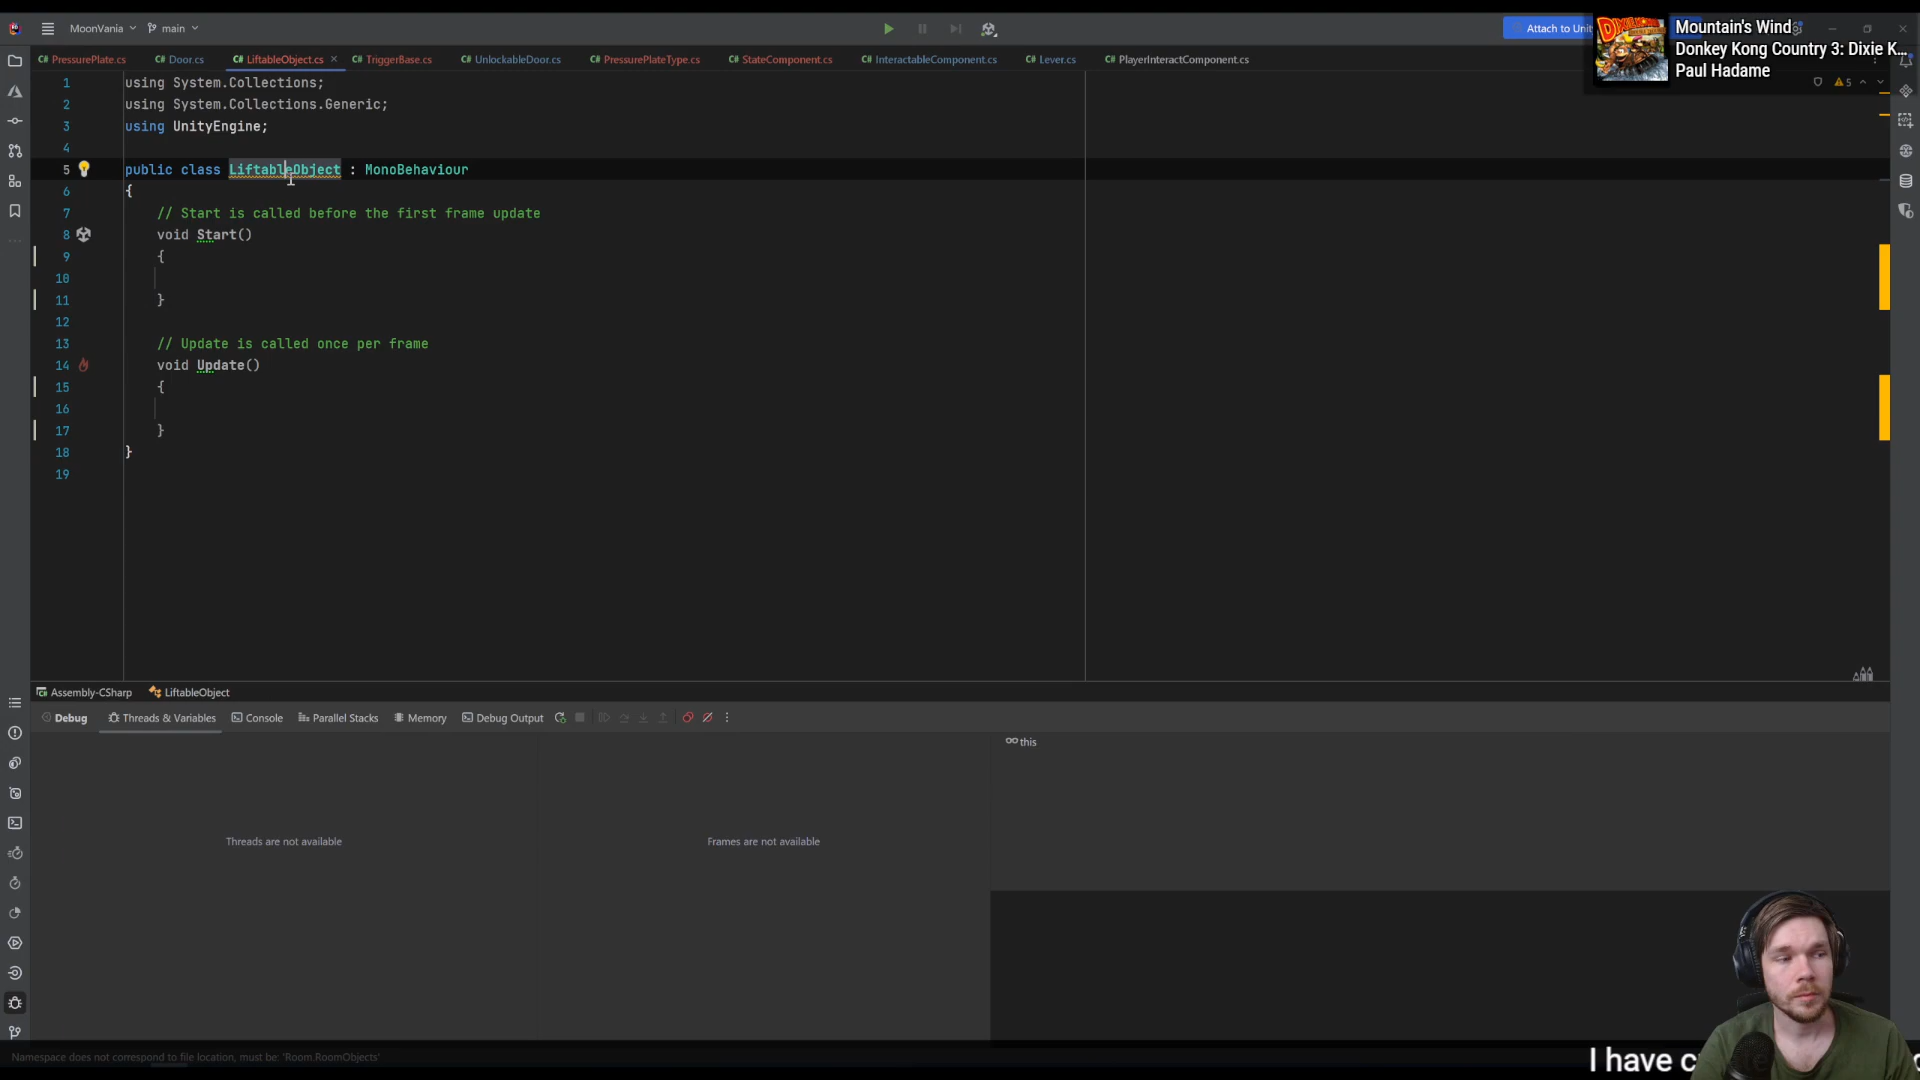 MoonVania
main
Attach to Unit
Mountain's Wind
Donkey Kong Country 3: Dixie K...
Paul Hadame
PressurePlate.cs
Door.cs
LiftableObject.cs
TriggerBase.cs
UnlockableDoor.cs
PressurePlateType.cs
StateComponent.cs
InteractableComponent.cs
Lever.cs
PlayerInteractComponent.cs
5
1 using System.Collections;
2 using System.Collections.Generic;
3 using UnityEngine;
4
5 public class LiftableObject : MonoBehaviour
6 {
7 // Start is called before the first frame update
8 void Start()
9 {
10
11 }
12
13 // Update is called once per frame
14 void Update()
15 {
16
17 }
18 }
19
Assembly-CSharp
LiftableObject
Debug
Threads & Variables
Console
Parallel Stacks
Memory
Debug Output
this
Threads are not available
Frames are not available
Namespace does not correspond to file location, must be: 'Room.RoomObjects'
I have